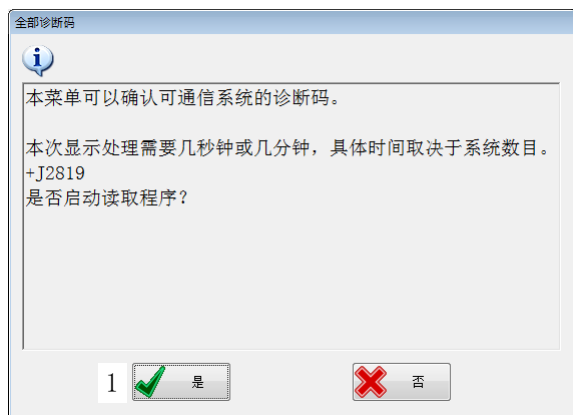 全部诊断码
本菜单可以确认可通信系统的诊断码。
本次显示处理需要几秒钟或几分钟，具体时间取决于系统数目。
+J2819
是否启动读取程序？
1 是 否